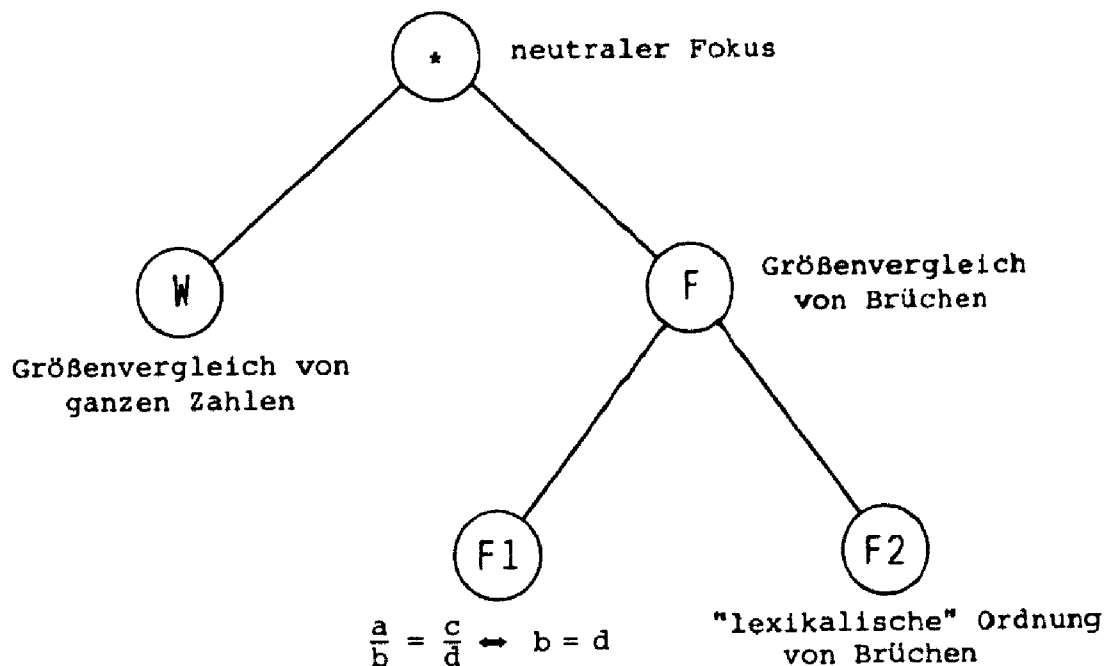 * neutraler Fokus
W
F
Größenvergleich
von Brüchen
Größenvergleich von
ganzen Zahlen
F1
F2
a/b = c/d ↔ b = d
"lexikalische" Ordnung
von Brüchen